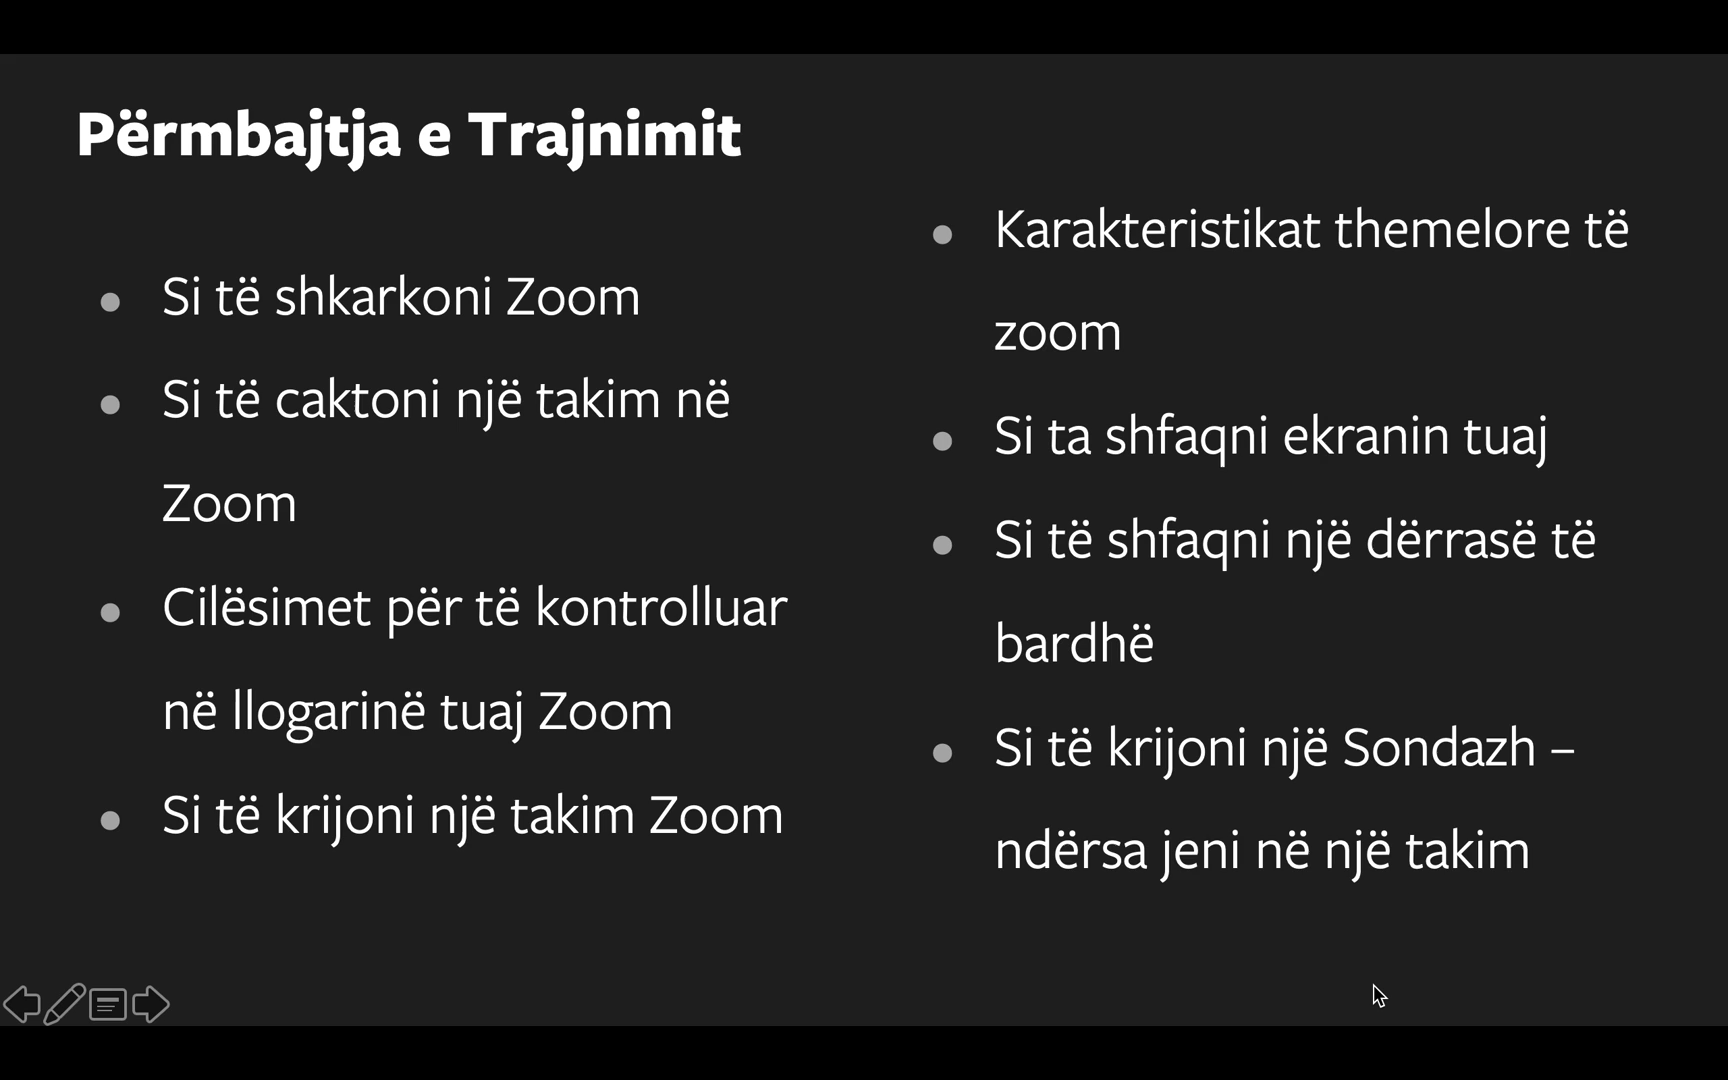 Përmbajtja e Trajnimit
Si të shkarkoni Zoom
Si të caktoni një takim në
Zoom
Cilësimet për të kontrolluar
në llogarinë tuaj Zoom
Si të krijoni një takim Zoom
Karakteristikat themelore të
zoom
Si ta shfaqni ekranin tuaj
Si të shfaqni një dërrasë të
bardhë
Si të krijoni një Sondazh –
ndërsa jeni në një takim